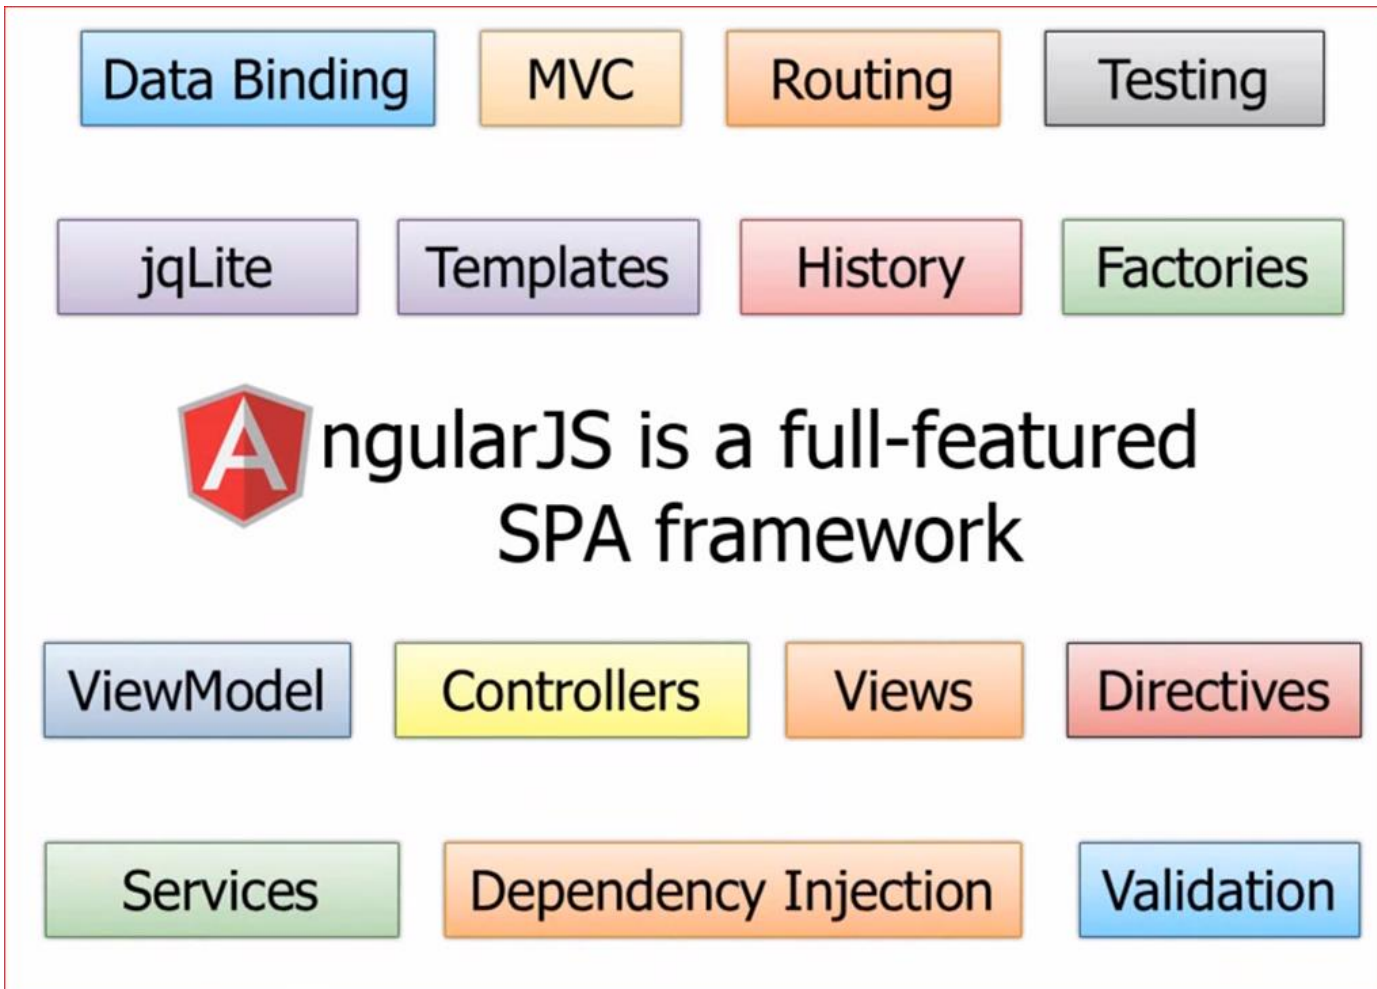 Data Binding
MVC
Routing
Testing
jqLite
Templates
History
Factories
AngularJS is a full-featured
SPA framework
ViewModel
Controllers
Views
Directives
Services
Dependency Injection
Validation